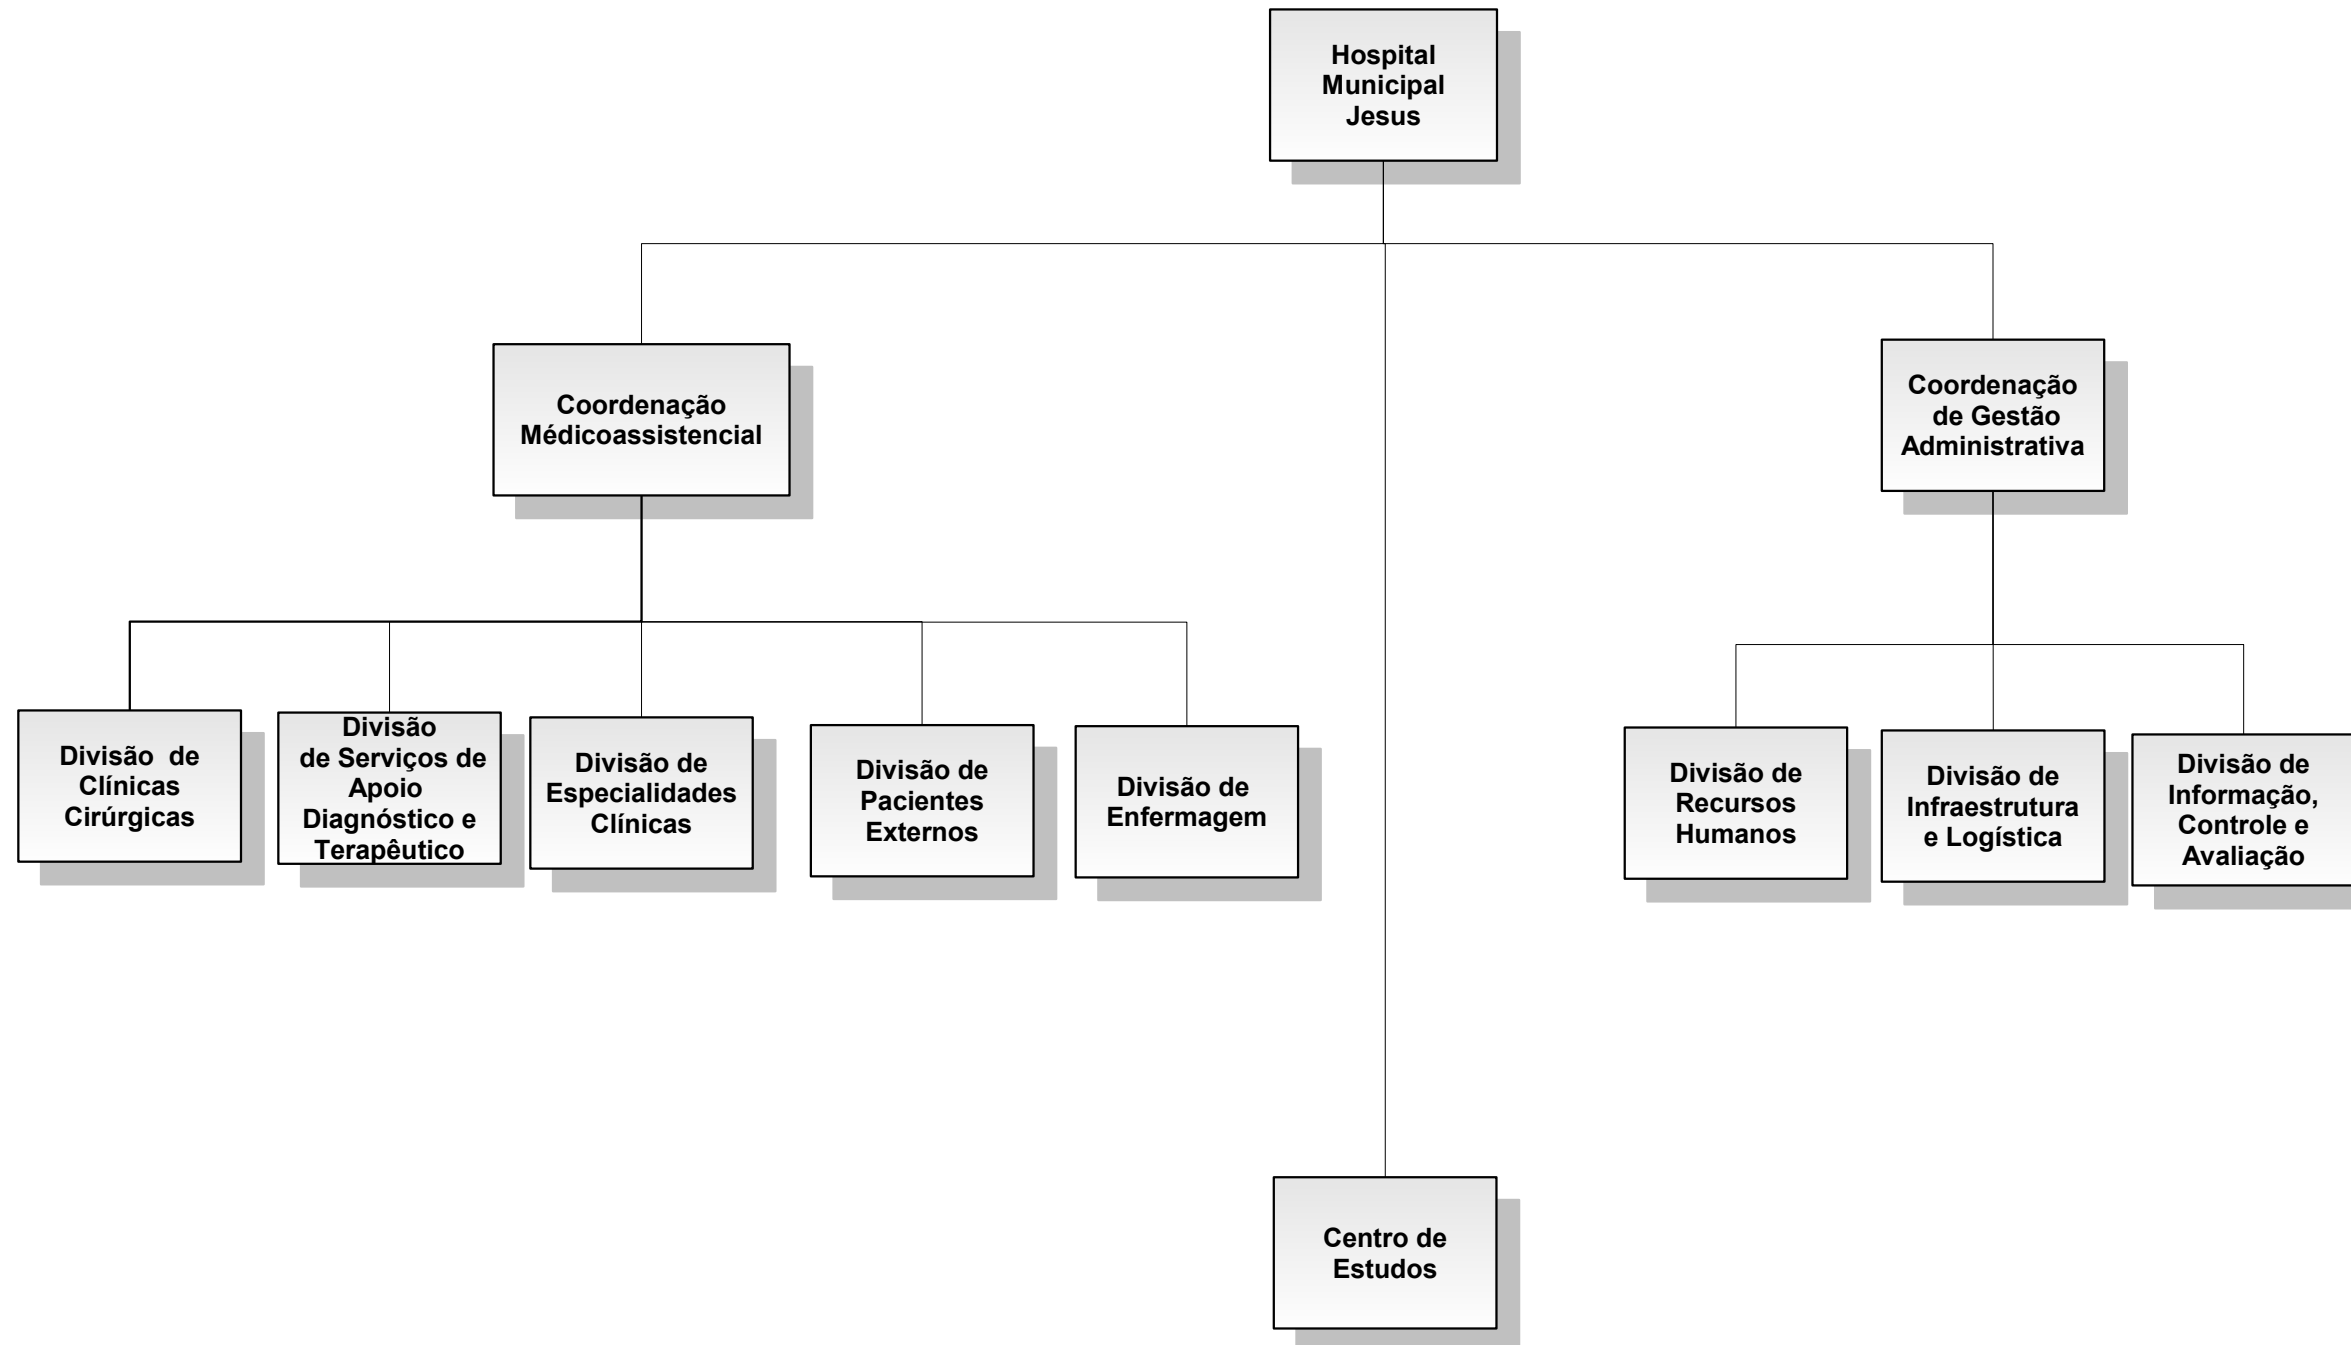 Hospital
Municipal
Jesus
Coordenação
Médicoassistencial
Coordenação
de Gestão
Administrativa
Divisão  de
Clínicas
Cirúrgicas
Divisão
de Serviços de
Apoio
Diagnóstico e
Terapêutico
Divisão de
Especialidades
Clínicas
Divisão de
Pacientes
Externos
Divisão de
Enfermagem
Divisão de
Recursos
Humanos
Divisão de
Infraestrutura
e Logística
Divisão de
Informação,
Controle e
Avaliação
Centro de
Estudos